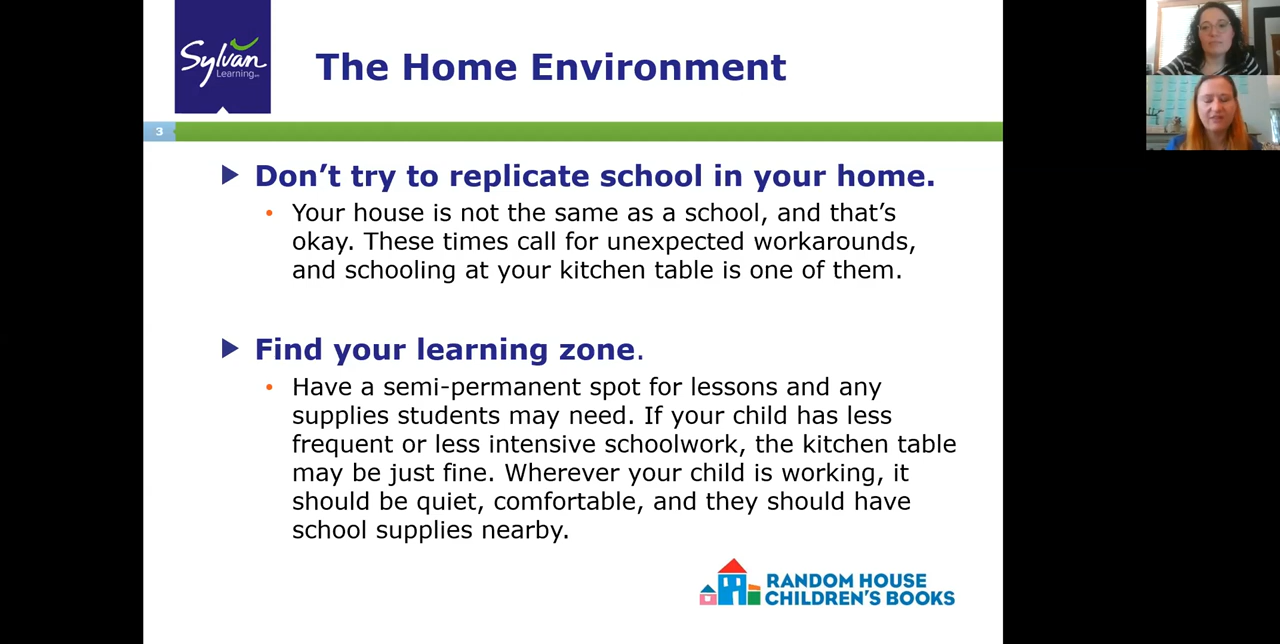 Sylvan
Learning
The Home Environment
3
Don’t try to replicate school in your home.
Your house is not the same as a school, and that’s
okay. These times call for unexpected workarounds,
and schooling at your kitchen table is one of them.
Find your learning zone.
Have a semi-permanent spot for lessons and any
supplies students may need. If your child has less
frequent or less intensive schoolwork, the kitchen table
may be just fine. Wherever your child is working, it
should be quiet, comfortable, and they should have
school supplies nearby.
RANDOM HOUSE
CHILDREN’S BOOKS